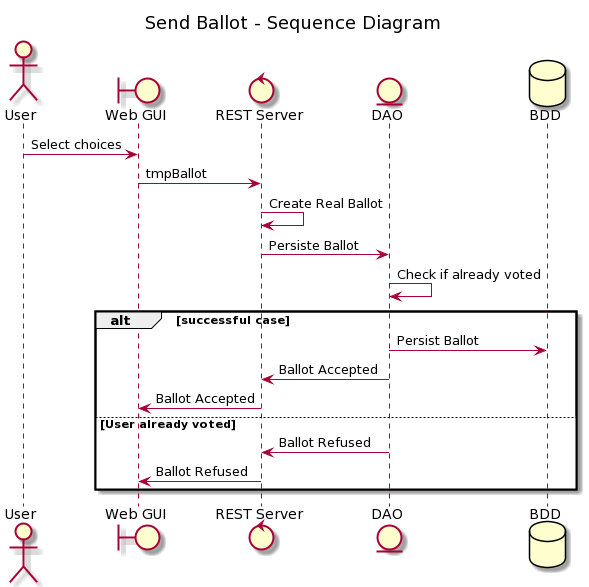 Send Ballot - Sequence Diagram
User
Web GUI
REST Server
DAO
BDD
Select choices
tmpBallot
Create Real Ballot
Persiste Ballot
Check if already voted
alt
[successful case]
Persist Ballot
Ballot Accepted
Ballot Accepted
[User already voted]
Ballot Refused
Ballot Refused
User
Web GUI
REST Server
DAO
BDD